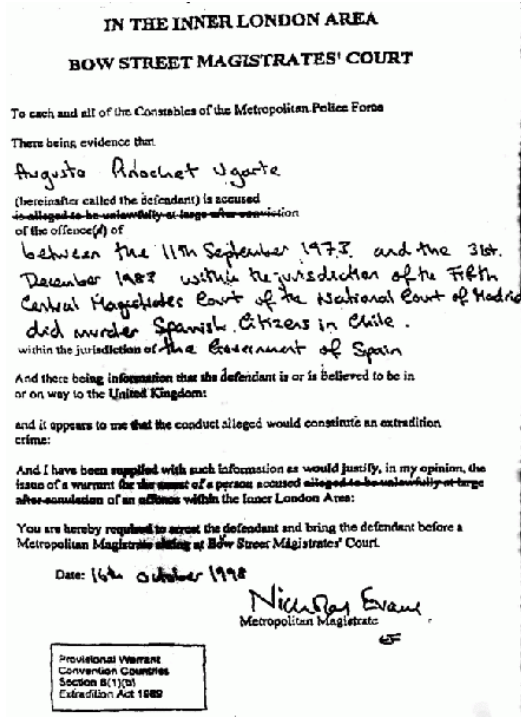 IN THE INNER LONDON AREA
BOW STREET MAGISTRATES' COURT
To each and all of the Constables of the Metropolitan Police Force
There being evidence that
Augusto Pinochet Ugarte
(hereinafter called the defendant) is accused
is alleged to be unlawfully at large after conviction
of the offence(s) of
between the 11th September 1973 and the 31st.
December 1983 within the jurisdiction of the Fifth
Central Magistrates Court of the National Court of Madrid
did murder Spanish Citizens in Chile.
within the jurisdiction of the Government of Spain
And there being information that the defendant is or is believed to be in
or on way to the United Kingdom:
and it appears to me that the conduct alleged would constitute an extradition
crime:
And I have been supplied with such information as would justify, in my opinion, the
issue of a warrant for the arrest of a person accused alleged to be unlawfully at large
after conviction of an offence within the Inner London Area:
You are hereby required to arrest the defendant and bring the defendant before a
Metropolitan Magistrate sitting at Bow Street Magistrates' Court.
Date: 16th October 1998
Nicholas Evans
Metropolitan Magistrate
Provisional Warrant
Convention Countries
Section 8(1)(b)
Extradition Act 1989